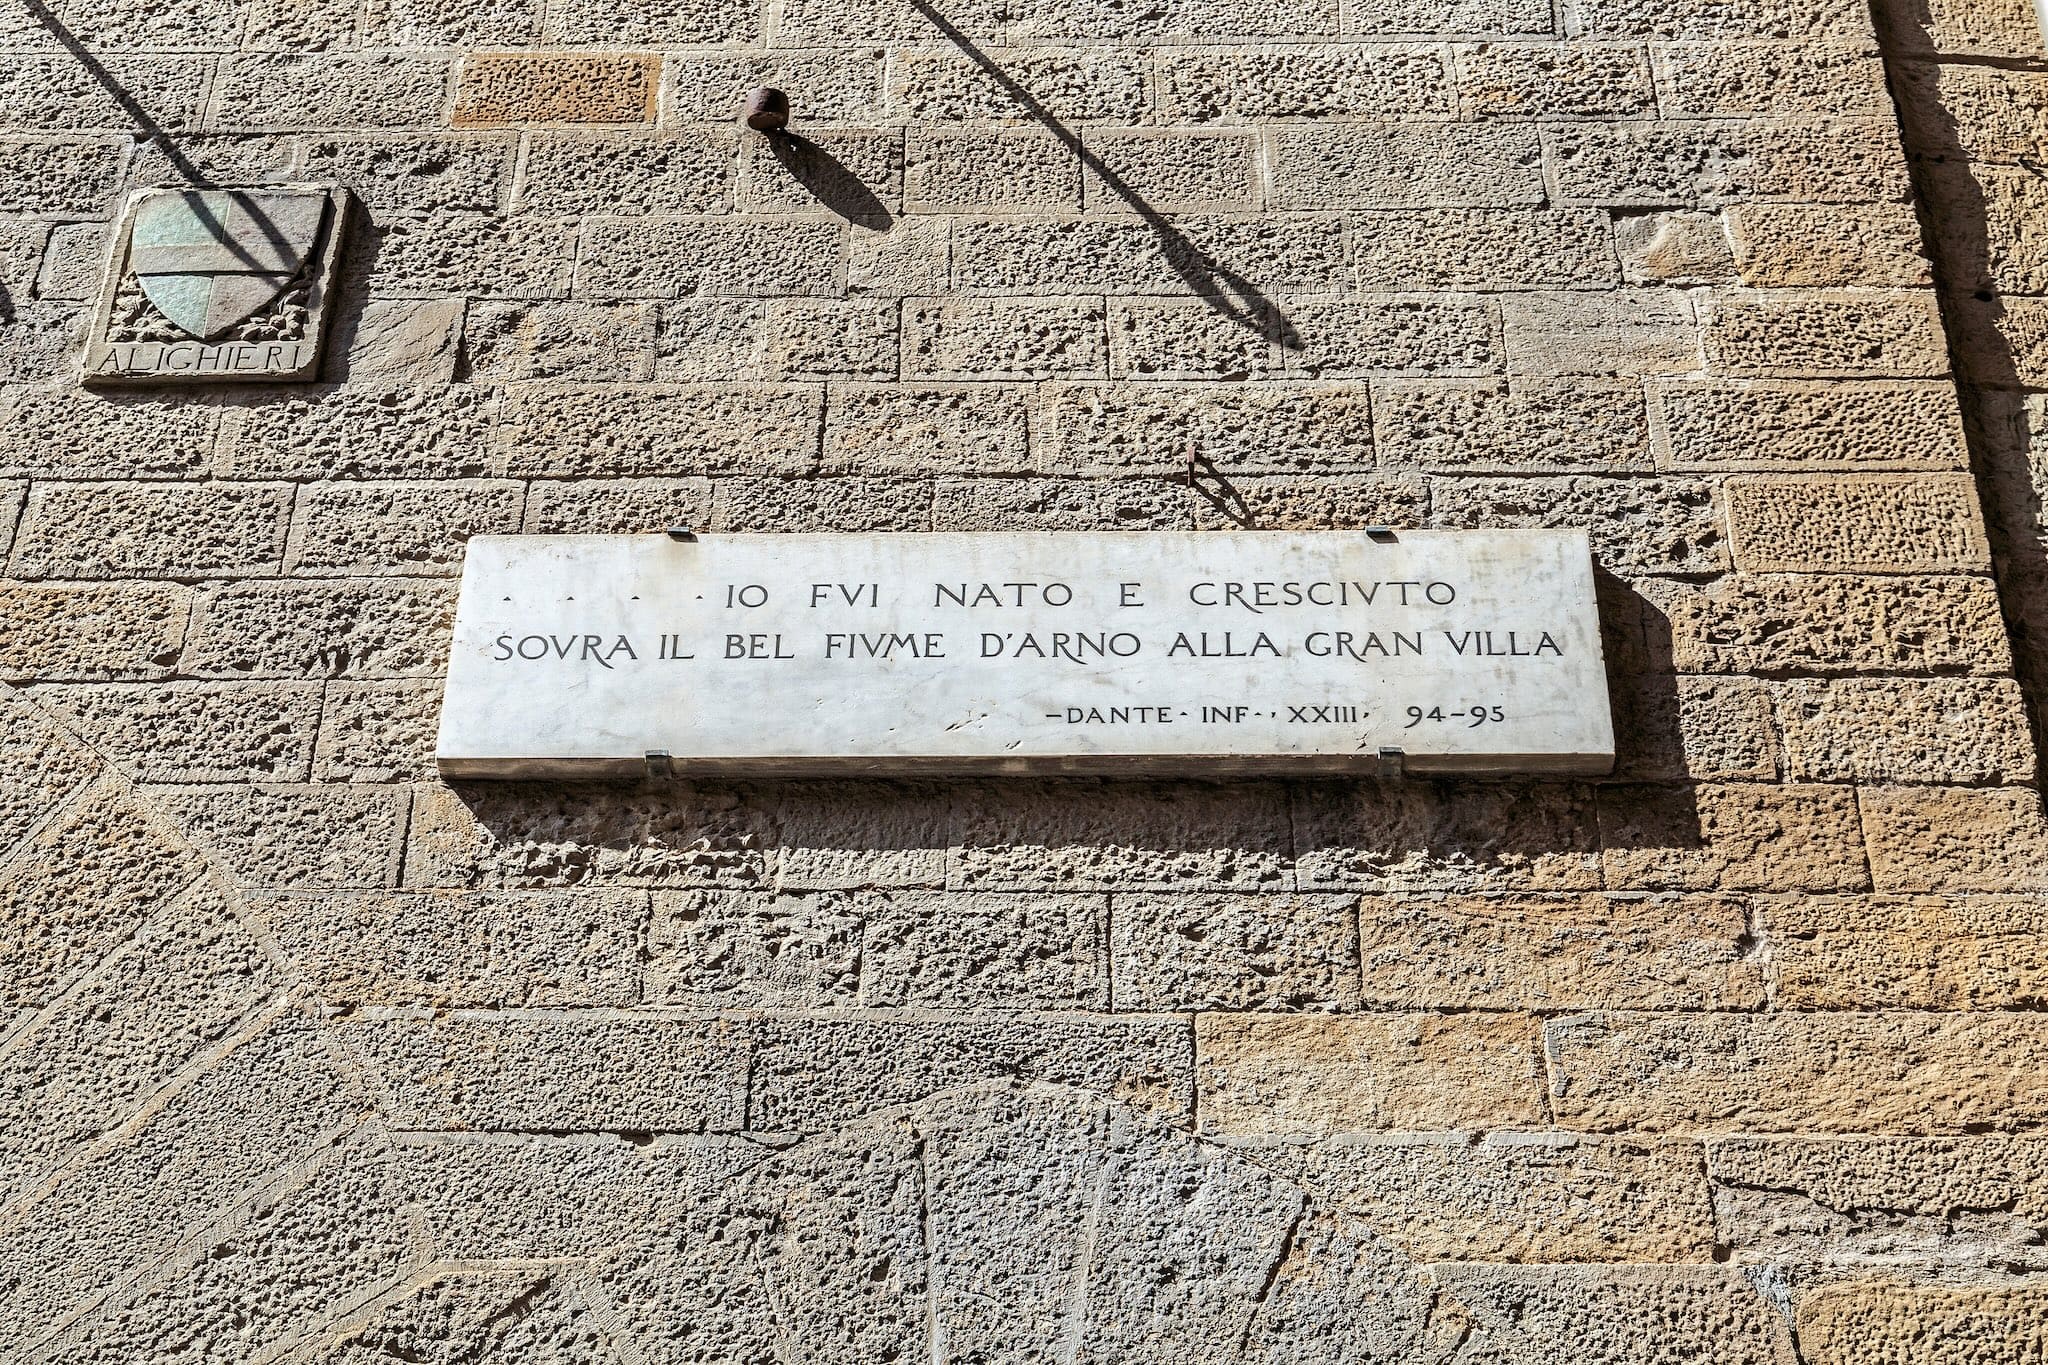 ALIGHIERI
. . . . IO FVI NATO E CRESCIVTO
SOVRA IL BEL FIVME D'ARNO ALLA GRAN VILLA
–DANTE· INF·, XXIII, 94–95